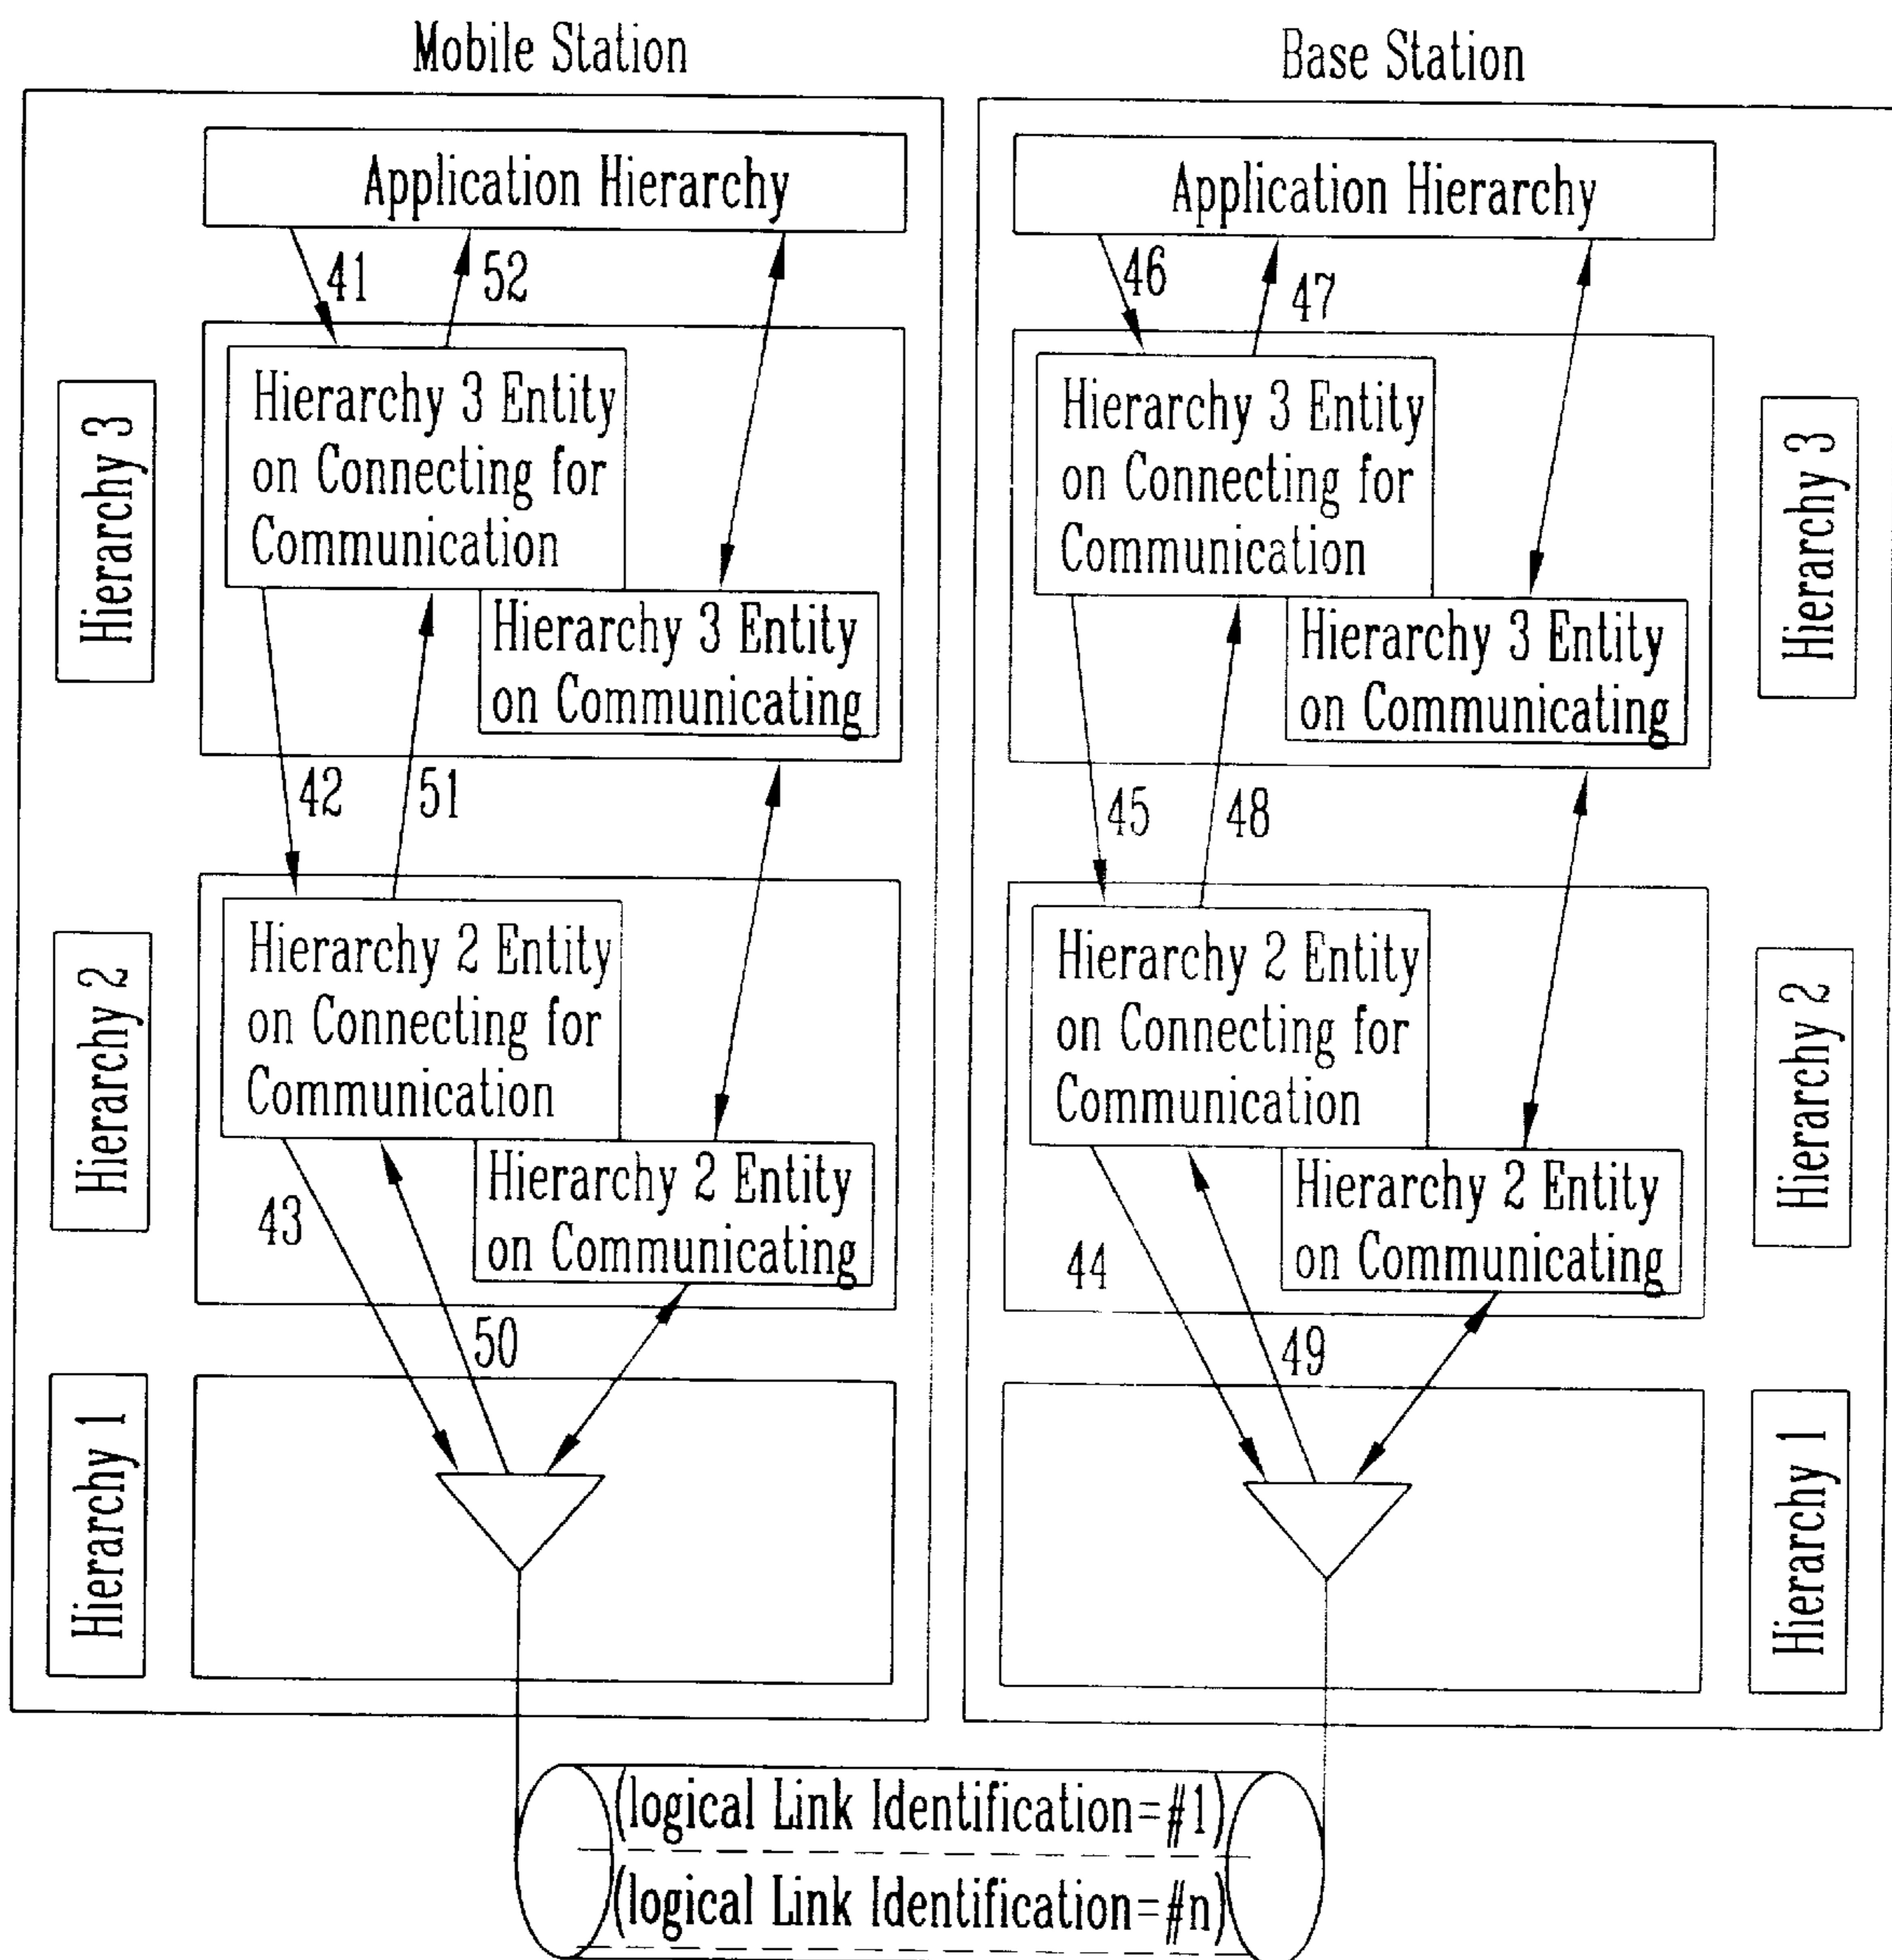 Mobile Station
Base Station
Application Hierarchy
41
52
Hierarchy 3
Hierarchy 3 Entity
on Connecting for
Communication
Hierarchy 3 Entity
on Communicating
42
51
Hierarchy 2
Hierarchy 2 Entity
on Connecting for
Communication
Hierarchy 2 Entity
on Communicating
43
50
Hierarchy 1
Application Hierarchy
46
47
Hierarchy 3 Entity
on Connecting for
Communication
Hierarchy 3 Entity
on Communicating
Hierarchy 3
45
48
Hierarchy 2 Entity
on Connecting for
Communication
Hierarchy 2 Entity
on Communicating
Hierarchy 2
44
49
Hierarchy 1
(logical Link Identification=#1)
(logical Link Identification=#n)